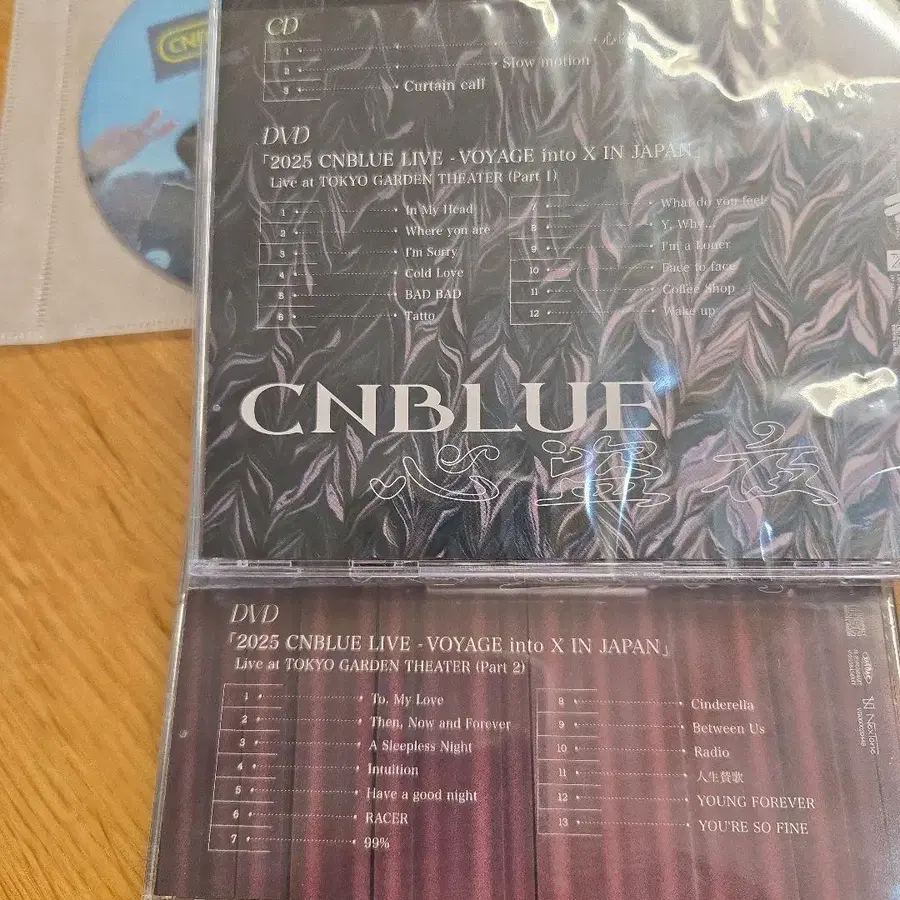 CD
1
2 Slow motion
3 Curtain call
DVD
「2025 CNBLUE LIVE - VOYAGE into X IN JAPAN」
Live at TOKYO GARDEN THEATER (Part 1)
1 In My Head
2 Where you are
3 I'm Sorry
4 Cold Love
5 BAD BAD
6 Tatto
7 What do you feel
8 Y, Why...
9 I'm a Loner
10 Face to face
11 Coffee Shop
12 Wake up
CNBLUE
心盗夜
DVD
「2025 CNBLUE LIVE - VOYAGE into X IN JAPAN」
Live at TOKYO GARDEN THEATER (Part 2)
1 To. My Love
2 Then, Now and Forever
3 A Sleepless Night
4 Intuition
5 Have a good night
6 RACER
7 99%
8 Cinderella
9 Between Us
10 Radio
11 人生賛歌
12 YOUNG FOREVER
13 YOU'RE SO FINE
NexTone